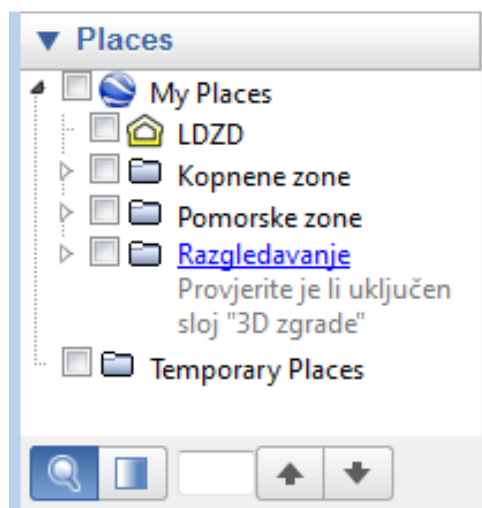 Places
My Places
LDZD
Kopnene zone
Pomorske zone
Razgledavanje
Provjerite je li uključen
sloj "3D zgrade"
Temporary Places